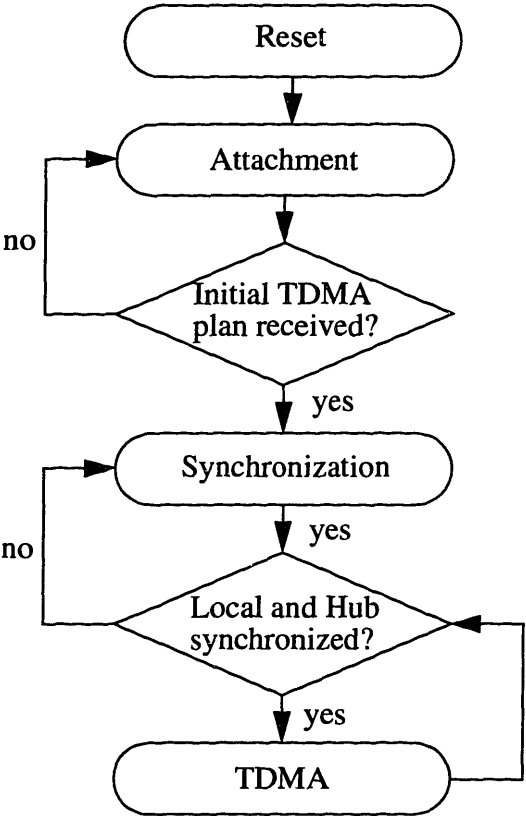 Reset
Attachment
no
Initial TDMA
plan received?
yes
Synchronization
yes
no
Local and Hub
synchronized?
yes
TDMA